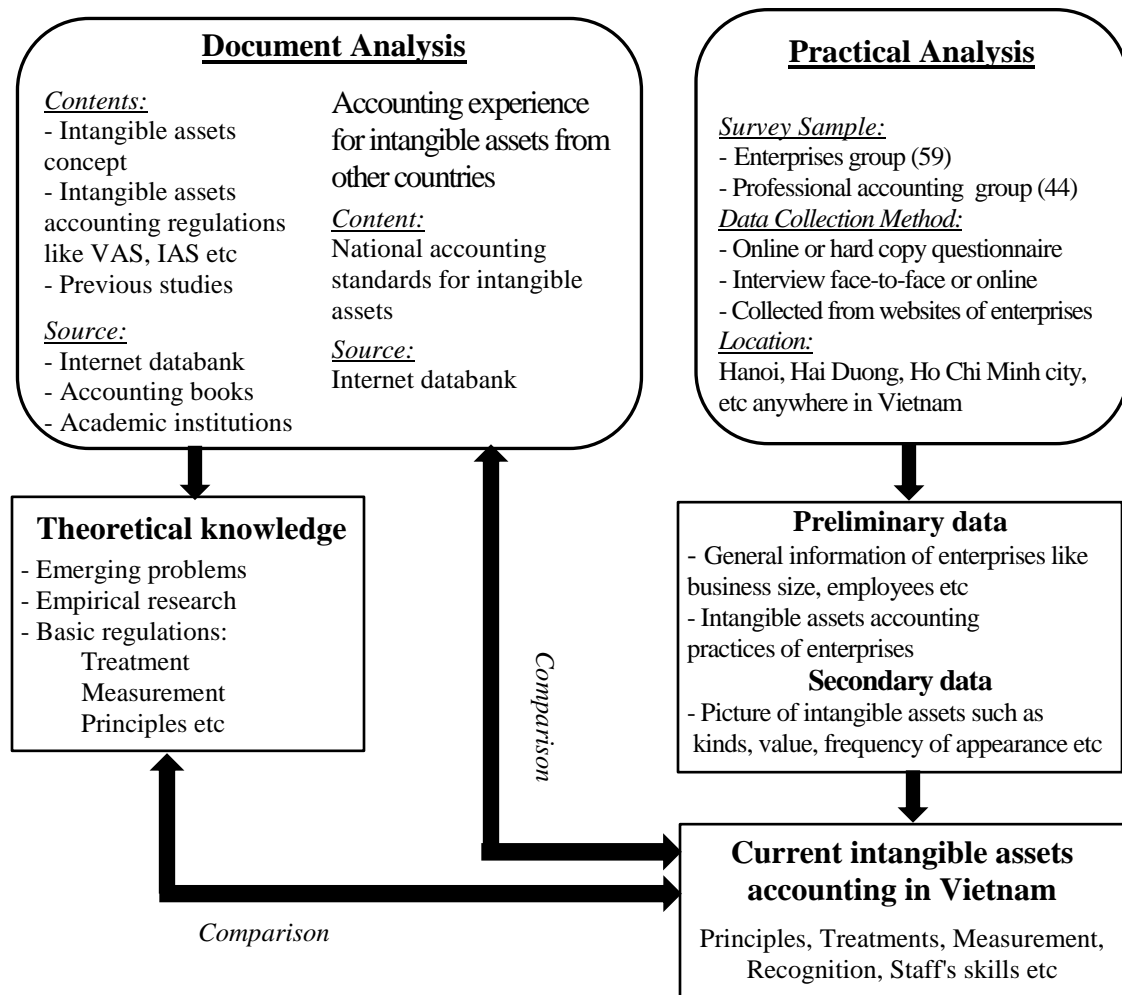 Document Analysis
Contents:
- Intangible assets
concept
- Intangible assets
accounting regulations
like VAS, IAS etc
- Previous studies
Source:
- Internet databank
- Accounting books
- Academic institutions
Accounting experience
for intangible assets from
other countries
Content:
National accounting
standards for intangible
assets
Source:
Internet databank
Practical Analysis
Survey Sample:
- Enterprises group (59)
- Professional accounting group (44)
Data Collection Method:
- Online or hard copy questionnaire
- Interview face-to-face or online
- Collected from websites of enterprises
Location:
Hanoi, Hai Duong, Ho Chi Minh city,
etc anywhere in Vietnam
Theoretical knowledge
- Emerging problems
- Empirical research
- Basic regulations:
Treatment
Measurement
Principles etc
Comparison
Preliminary data
- General information of enterprises like
business size, employees etc
- Intangible assets accounting
practices of enterprises
Secondary data
- Picture of intangible assets such as
kinds, value, frequency of appearance etc
Comparison
Current intangible assets
accounting in Vietnam
Principles, Treatments, Measurement,
Recognition, Staff's skills etc